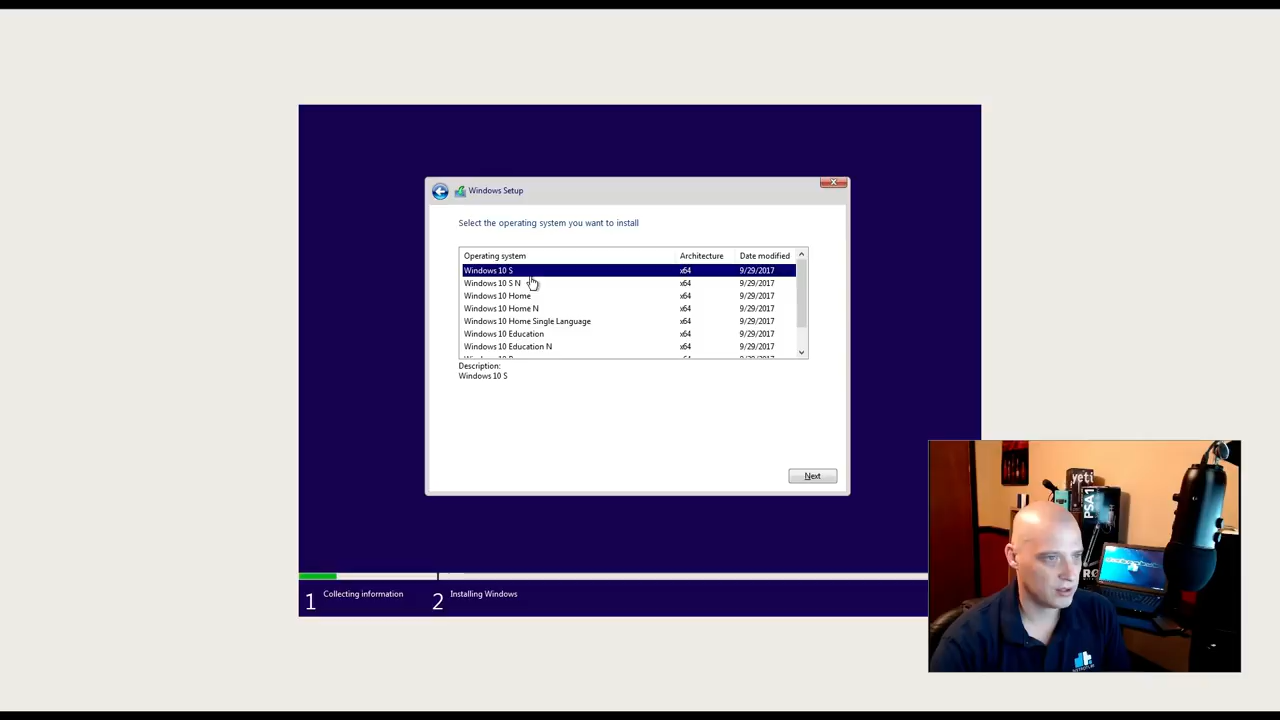 Windows Setup
Select the operating system you want to install
Operating system Architecture Date modified
Windows 10 S x64 9/29/2017
Windows 10 S N x64 9/29/2017
Windows 10 Home x64 9/29/2017
Windows 10 Home N x64 9/29/2017
Windows 10 Home Single Language x64 9/29/2017
Windows 10 Education x64 9/29/2017
Windows 10 Education N x64 9/29/2017
Description:
Windows 10 S
Next
1 Collecting information 2 Installing Windows
yeti
PSA1